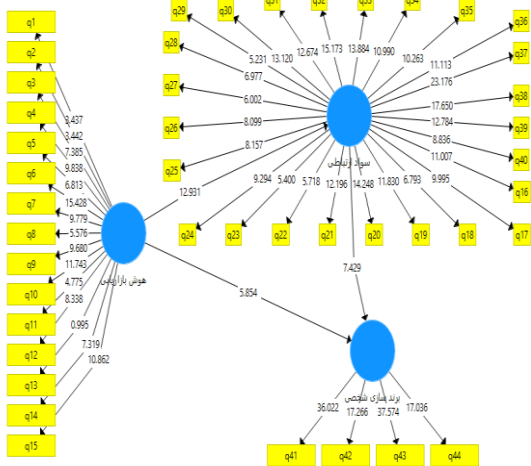 q29
q30
q31
q32
q33
q34
q35
q1
q2
q3
q4
q5
q6
q7
q8
q9
q10
q11
q12
q13
q14
q15
3.437
3.442
7.385
9.838
6.813
15.428
9.779
5.576
9.680
11.743
4.775
8.338
0.995
7.319
10.862
هوش بازاریابی
q28
q27
q26
q25
q24
q23
q22
q21
q20
q19
q18
q17
q16
q40
q39
q38
q37
q36
5.231
13.120
12.674
15.173
13.884
10.990
10.263
11.113
23.176
17.650
12.784
8.836
11.007
9.995
6.793
11.830
14.248
12.196
5.718
5.400
9.294
8.157
8.099
6.002
6.977
سواد ارتباطی
12.931
5.854
7.429
برند سازی شخصی
36.022
17.266
37.574
17.036
q41
q42
q43
q44